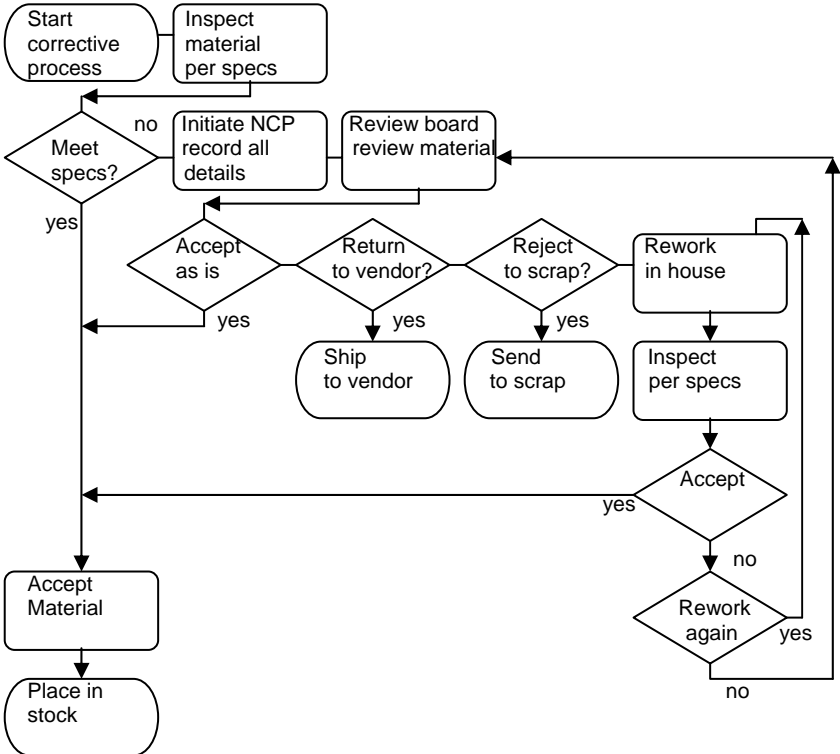 Start
corrective
process
Inspect
material
per specs
Meet
specs?
no
yes
Initiate NCP
record all
details
Review board
review material
Accept
as is
yes
Return
to vendor?
yes
Reject
to scrap?
yes
Rework
in house
Ship
to vendor
Send
to scrap
Inspect
per specs
Accept
yes
no
Rework
again
yes
no
Accept
Material
Place in
stock